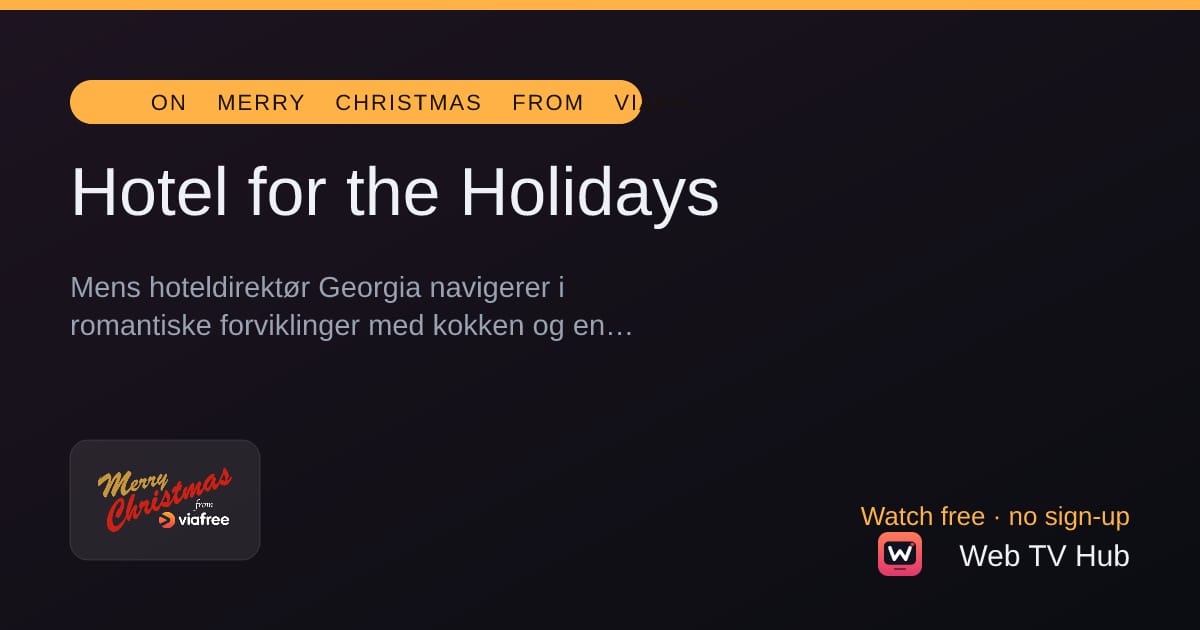 ON MERRY CHRISTMAS FROM
Hotel for the Holidays
Mens hoteldirektør Georgia navigerer i
romantiske forviklinger med kokken og en…
Merry
Christmas
from
viafree
Watch free · no sign-up
W
Web TV Hub